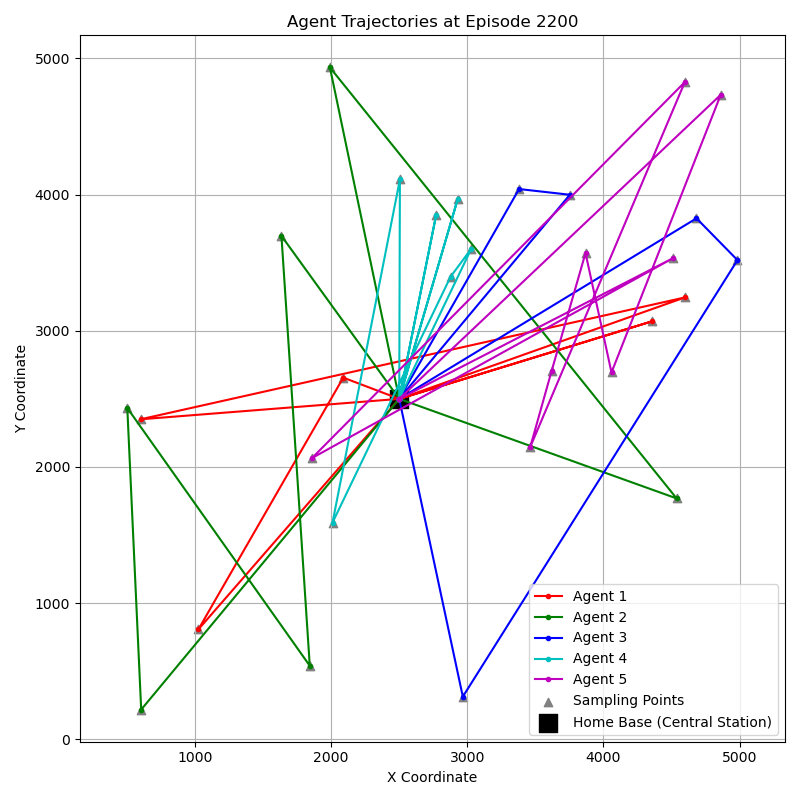 Agent Trajectories at Episode 2200
5000
4000
3000
2000
1000
0
Y Coordinate
1000
2000
3000
4000
5000
X Coordinate
Agent 1
Agent 2
Agent 3
Agent 4
Agent 5
Sampling Points
Home Base (Central Station)